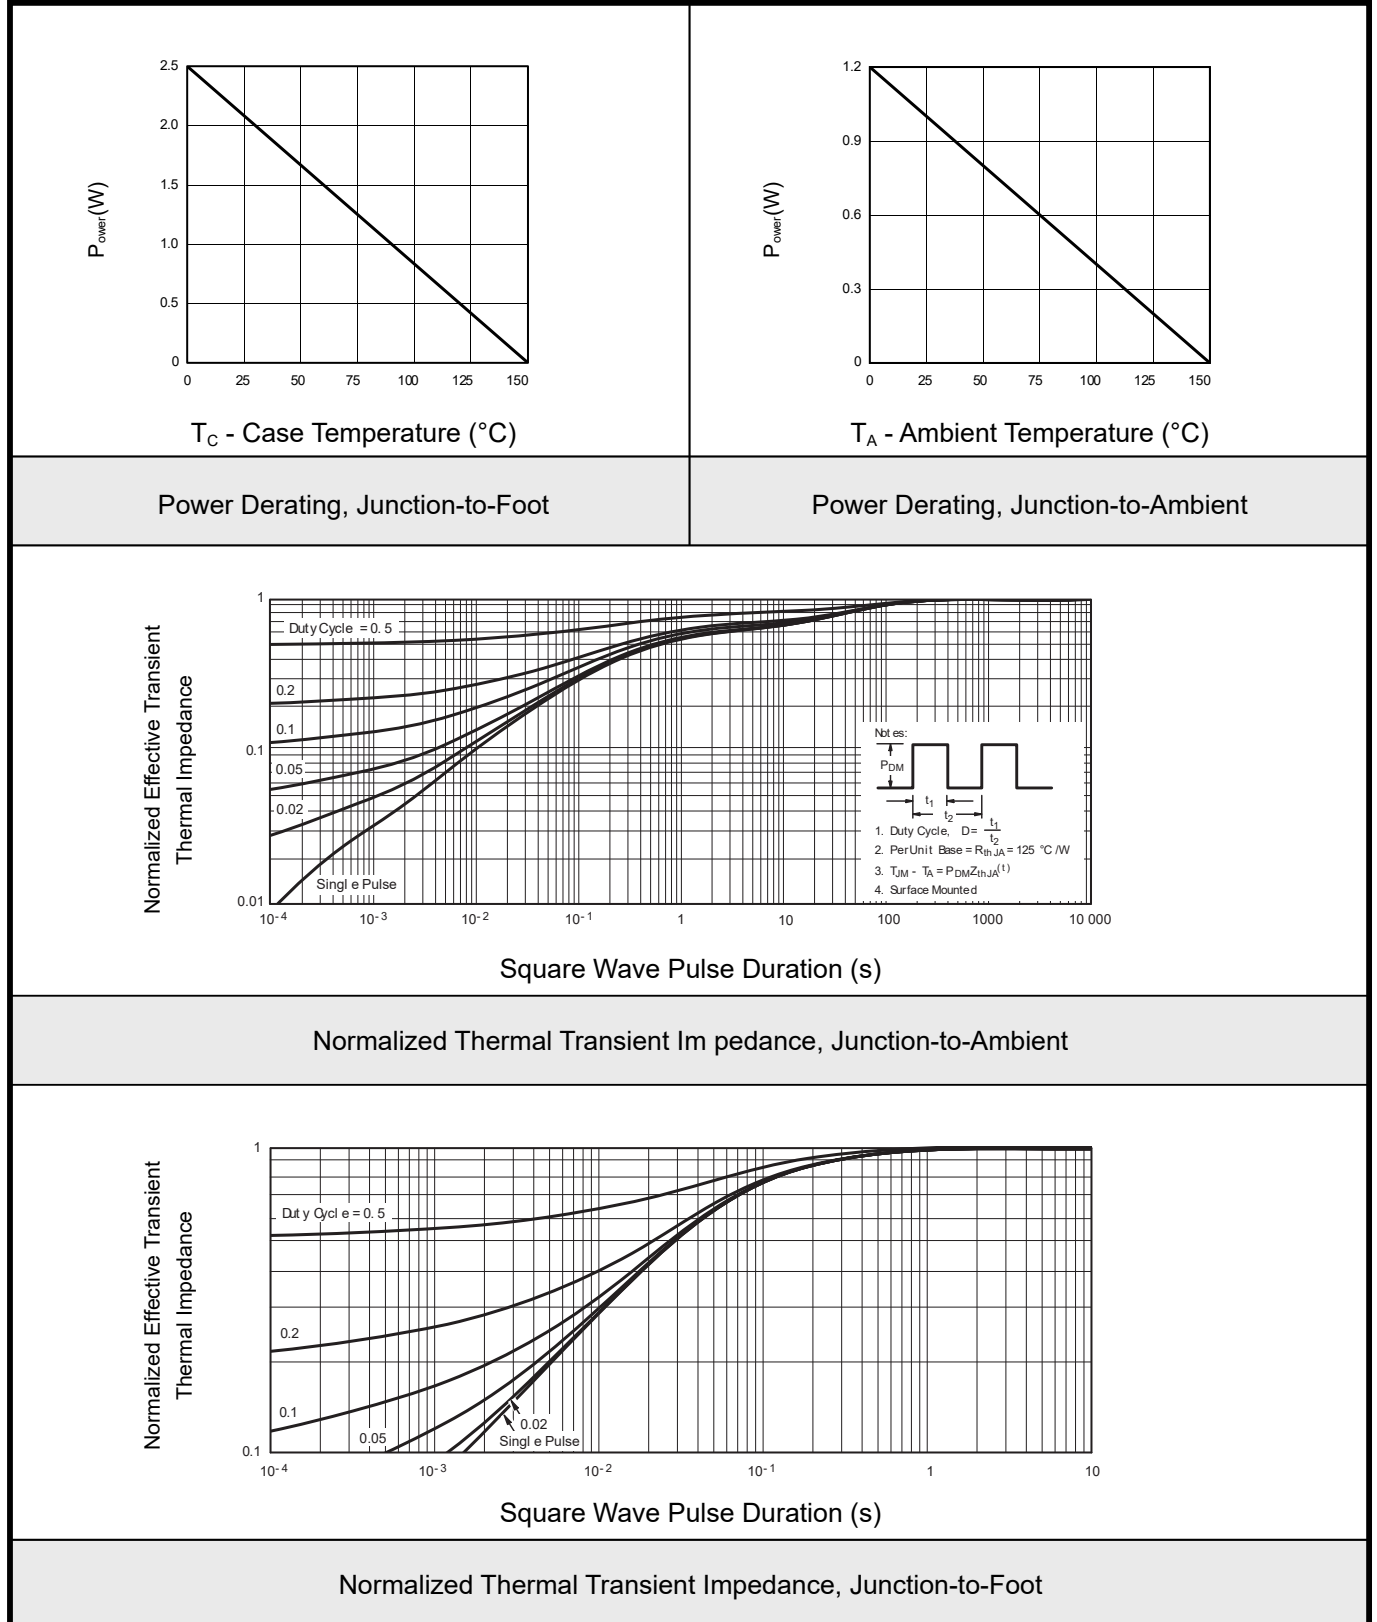 2.5
2.0
1.5
1.0
0.5
0
0 25 50 75 100 125 150
Power(W)
TC - Case Temperature (°C)
1.2
0.9
0.6
0.3
0
0 25 50 75 100 125 150
Power(W)
TA - Ambient Temperature (°C)
Power Derating, Junction-to-Foot
Power Derating, Junction-to-Ambient
Normalized Effective Transient
Thermal Impedance
1
0.1
0.01
Duty Cycle = 0.5
0.2
0.1
0.05
0.02
Single Pulse
Notes:
PDM
t1
t2
1. Duty Cycle, D = t1
t2
2. Per Unit Base = RthJA = 125 °C/W
3. TJM - TA = PDMZthJA(t)
4. Surface Mounted
10-4 10-3 10-2 10-1 1 10 100 1000 10 000
Square Wave Pulse Duration (s)
Normalized Thermal Transient Im pedance, Junction-to-Ambient
Normalized Effective Transient
Thermal Impedance
1
0.1
Duty Cycle = 0.5
0.2
0.1
0.05
0.02
Single Pulse
10-4 10-3 10-2 10-1 1 10
Square Wave Pulse Duration (s)
Normalized Thermal Transient Impedance, Junction-to-Foot